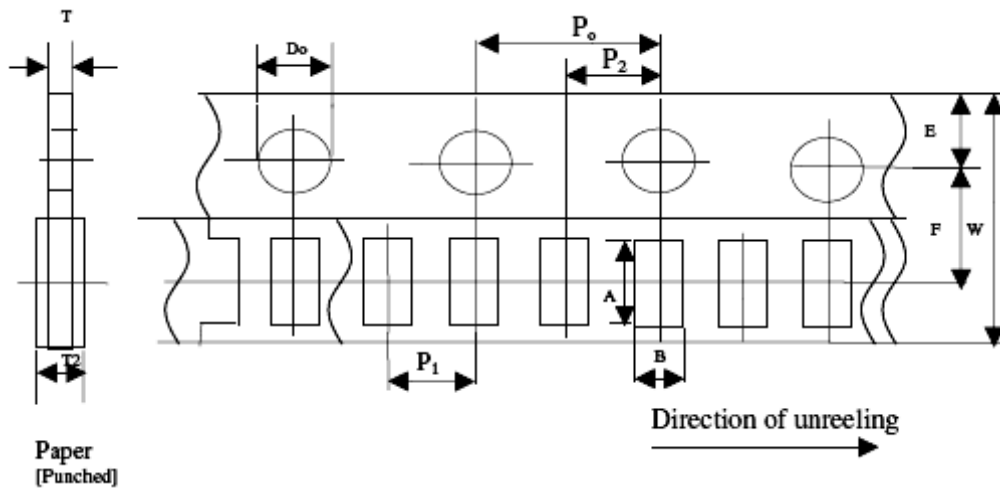 T
Do
Po
P2
E
F
W
A
T2
P1
B
Direction of unreeling
Paper
[Punched]